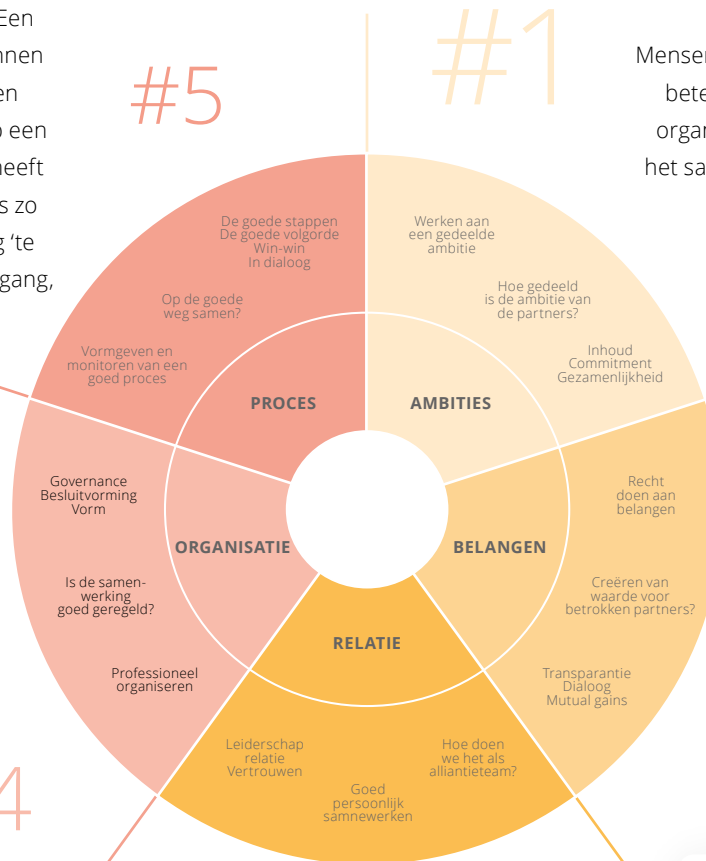 Een
nnen
en
een
heeft
s zo
g ‘te
gang,
#5
#1
Mensen
bete
organ
het sa
De goede stappen
De goede volgorde
Win-win
In dialoog
Op de goede
weg samen?
Vormgeven en
monitoren van een
goed proces
PROCES
Werken aan
een gedeelde
ambitie
Hoe gedeeld
is de ambitie van
de partners?
Inhoud
Commitment
Gezamenlijkheid
AMBITIES
Governance
Besluitvorming
Vorm
Is de samen-
werking
goed geregeld?
Professioneel
organiseren
ORGANISATIE
Recht
doen aan
belangen
Creëren van
waarde voor
betrokken partners?
Transparantie
Dialoog
Mutual gains
BELANGEN
RELATIE
Leiderschap
relatie
Vertrouwen
Goed
persoonlijk
samnewerken
Hoe doen
we het als
alliantieteam?
4